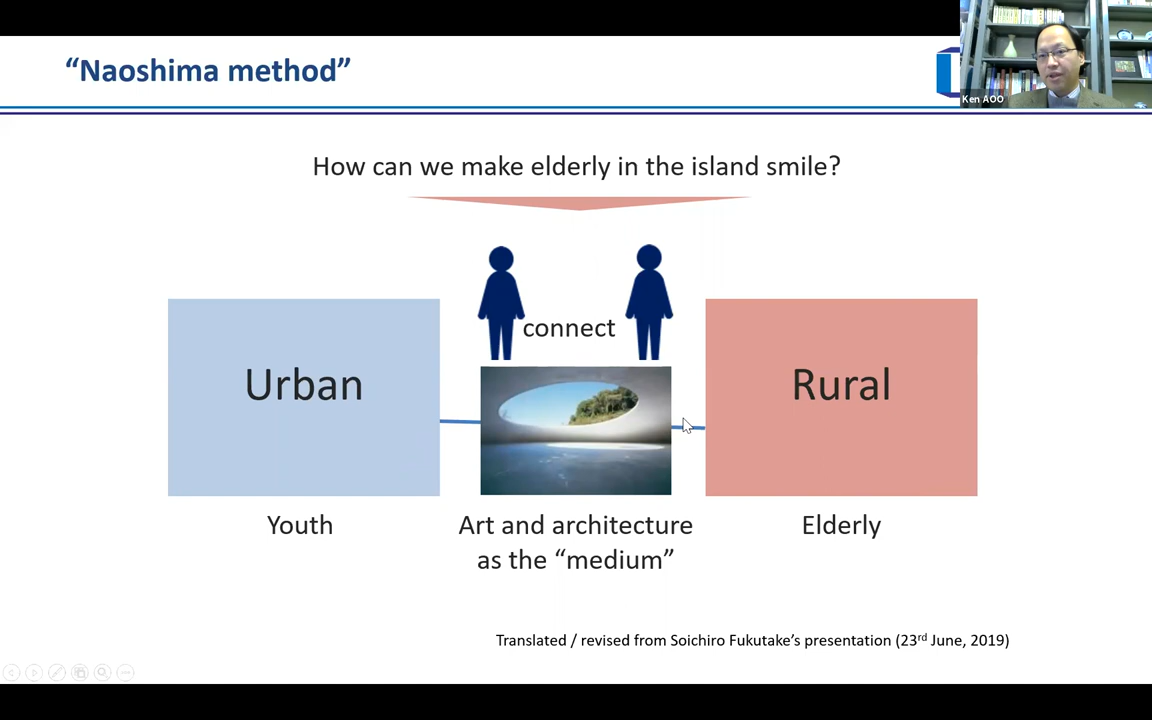 “Naoshima method”
Ken AOO
How can we make elderly in the island smile?
connect
Urban
Rural
Youth
Art and architecture
as the “medium”
Elderly
Translated / revised from Soichiro Fukutake’s presentation (23rd June, 2019)